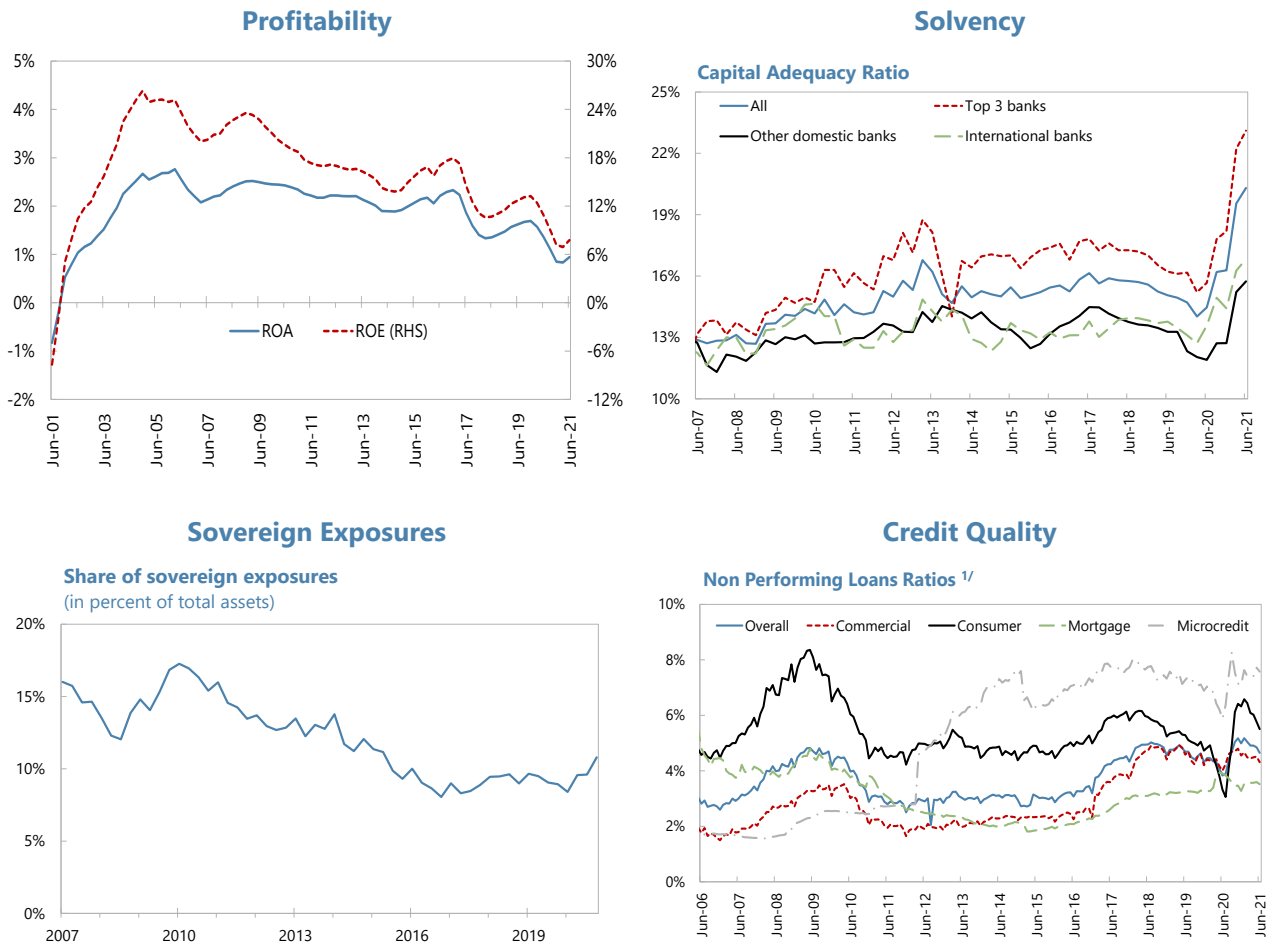 Profitability
5%
4%
3%
2%
1%
0%
-1%
-2%
30%
24%
18%
12%
6%
0%
-6%
-12%
ROA
ROE (RHS)
Jun-01
Jun-03
Jun-05
Jun-07
Jun-09
Jun-11
Jun-13
Jun-15
Jun-17
Jun-19
Jun-21
Solvency
Capital Adequacy Ratio
25%
22%
19%
16%
13%
10%
All
Top 3 banks
Other domestic banks
International banks
Jun-07
Jun-08
Jun-09
Jun-10
Jun-11
Jun-12
Jun-13
Jun-14
Jun-15
Jun-16
Jun-17
Jun-18
Jun-19
Jun-20
Jun-21
Sovereign Exposures
Share of sovereign exposures
(in percent of total assets)
20%
15%
10%
5%
0%
2007
2010
2013
2016
2019
Credit Quality
Non Performing Loans Ratios 1/
10%
8%
6%
4%
2%
0%
Overall
Commercial
Consumer
Mortgage
Microcredit
Jun-06
Jun-07
Jun-08
Jun-09
Jun-10
Jun-11
Jun-12
Jun-13
Jun-14
Jun-15
Jun-16
Jun-17
Jun-18
Jun-19
Jun-20
Jun-21